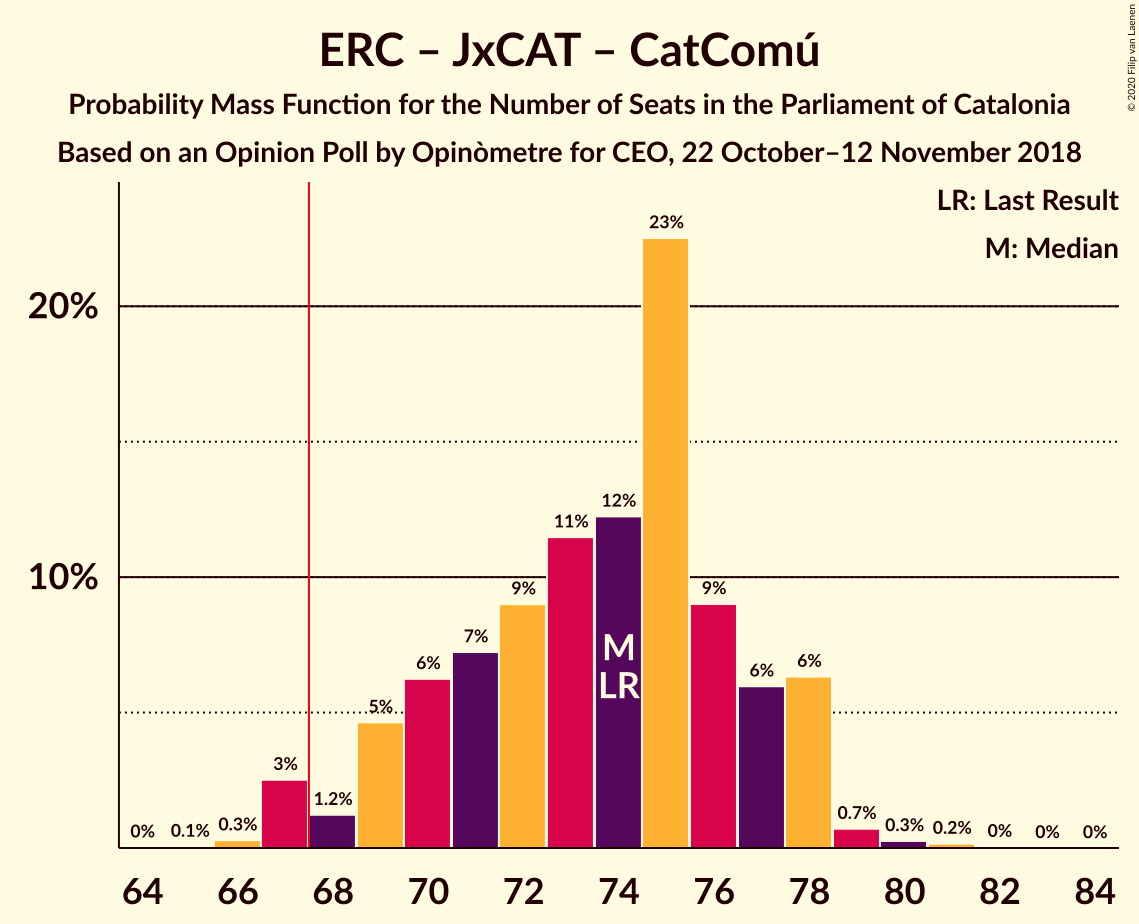 ERC – JxCAT – CatComú
Probability Mass Function for the Number of Seats in the Parliament of Catalonia
Based on an Opinion Poll by Opinòmetre for CEO, 22 October–12 November 2018
© 2020 Filip van Laenen
LR: Last Result
M: Median
20%
10%
0%
0.1%
0.3%
3%
1.2%
5%
6%
7%
9%
11%
12%
23%
9%
6%
6%
0.7%
0.3%
0.2%
0%
0%
0%
M
LR
64 66 68 70 72 74 76 78 80 82 84